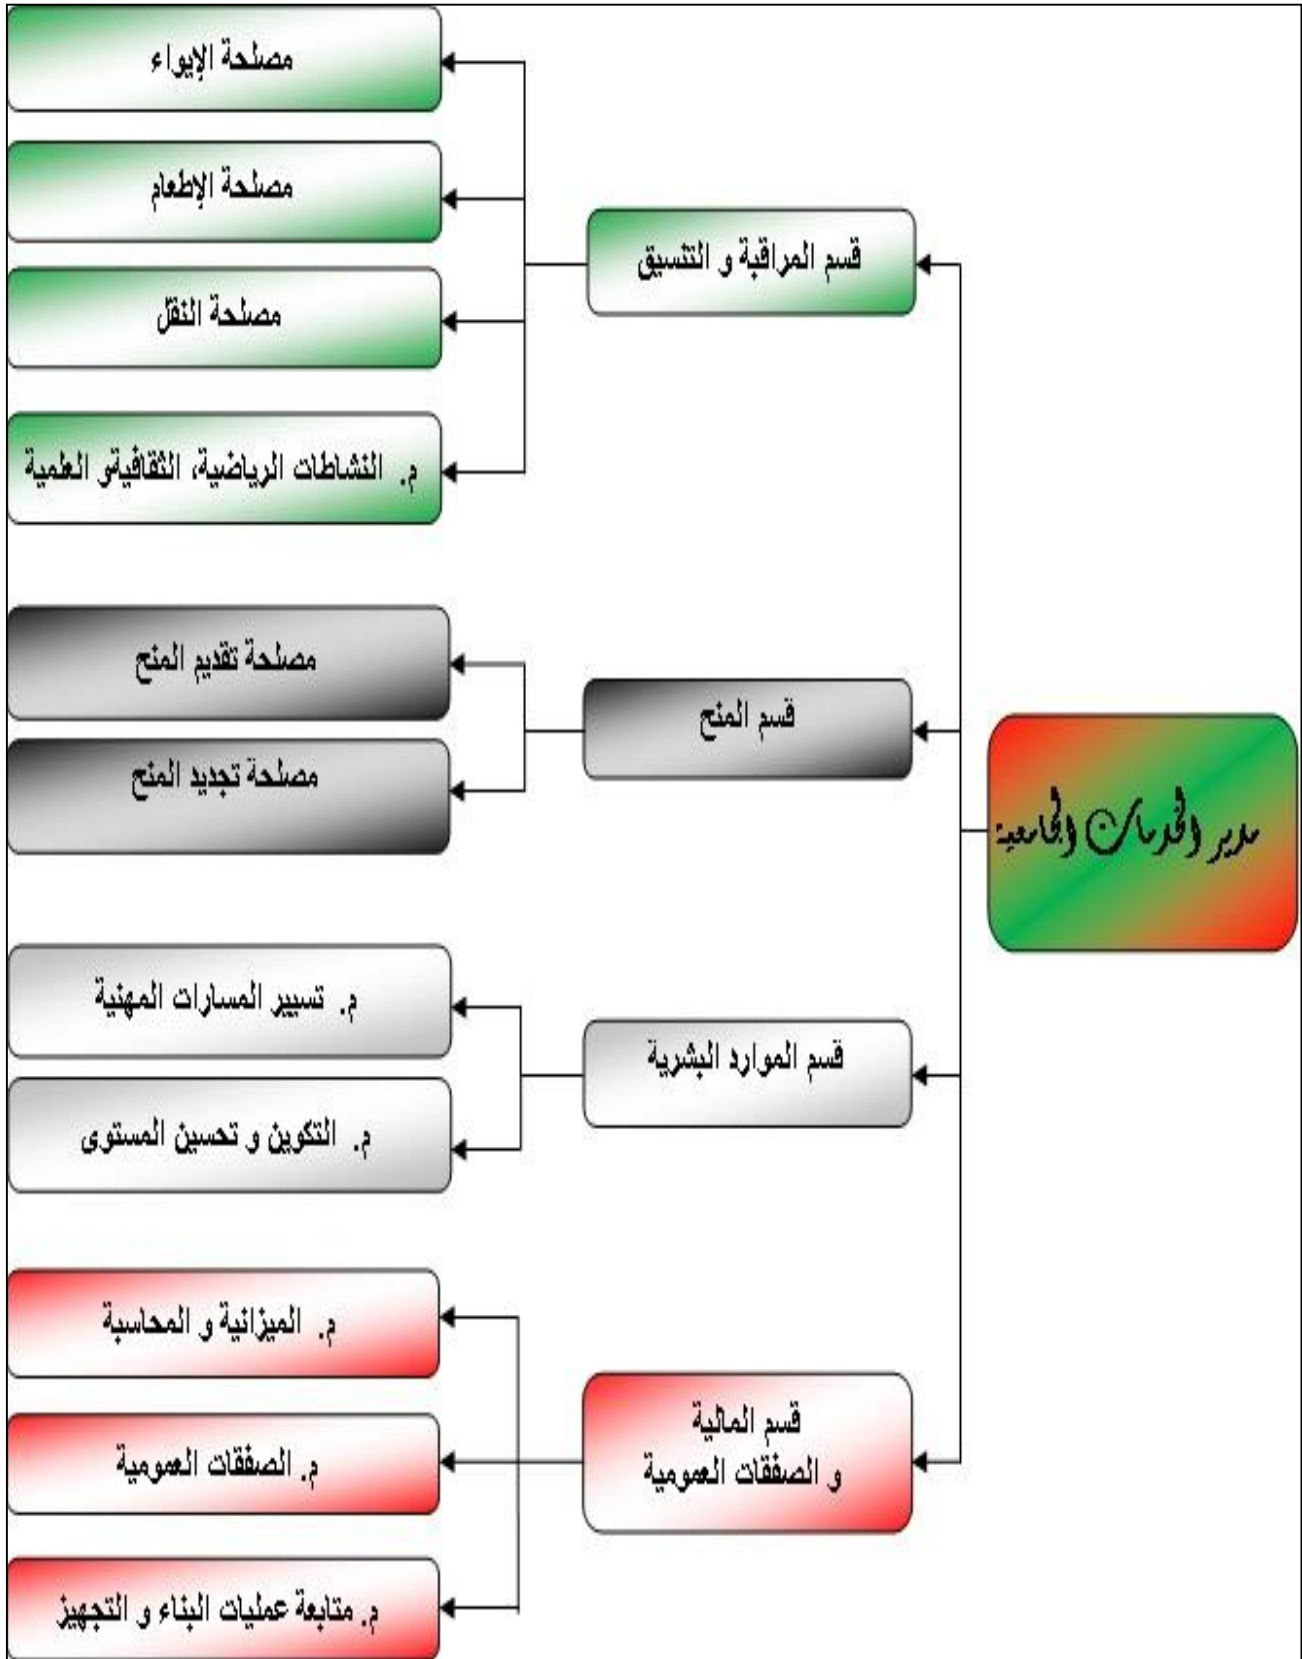 مدير الخدمات الجامعية
قسم المراقبة و التنسيق
مصلحة الإيواء
مصلحة الإطعام
مصلحة النقل
م. النشاطات الرياضية، الثقافية و العلمية
قسم المنح
مصلحة تقديم المنح
مصلحة تجديد المنح
قسم الموارد البشرية
م. تسيير المسارات المهنية
م. التكوين و تحسين المستوى
قسم المالية
و الصفقات العمومية
م. الميزانية و المحاسبة
م. الصفقات العمومية
م. متابعة عمليات البناء و التجهيز